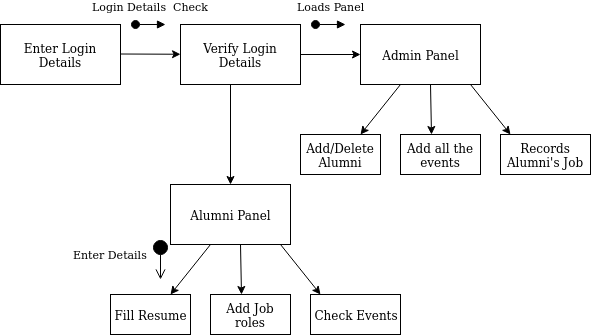 Login Details  Check
Loads Panel
Enter Login
Details
Verify Login
Details
Admin Panel
Add/Delete
Alumni
Add all the
events
Records
Alumni's Job
Alumni Panel
Enter Details
Fill Resume
Add Job
roles
Check Events